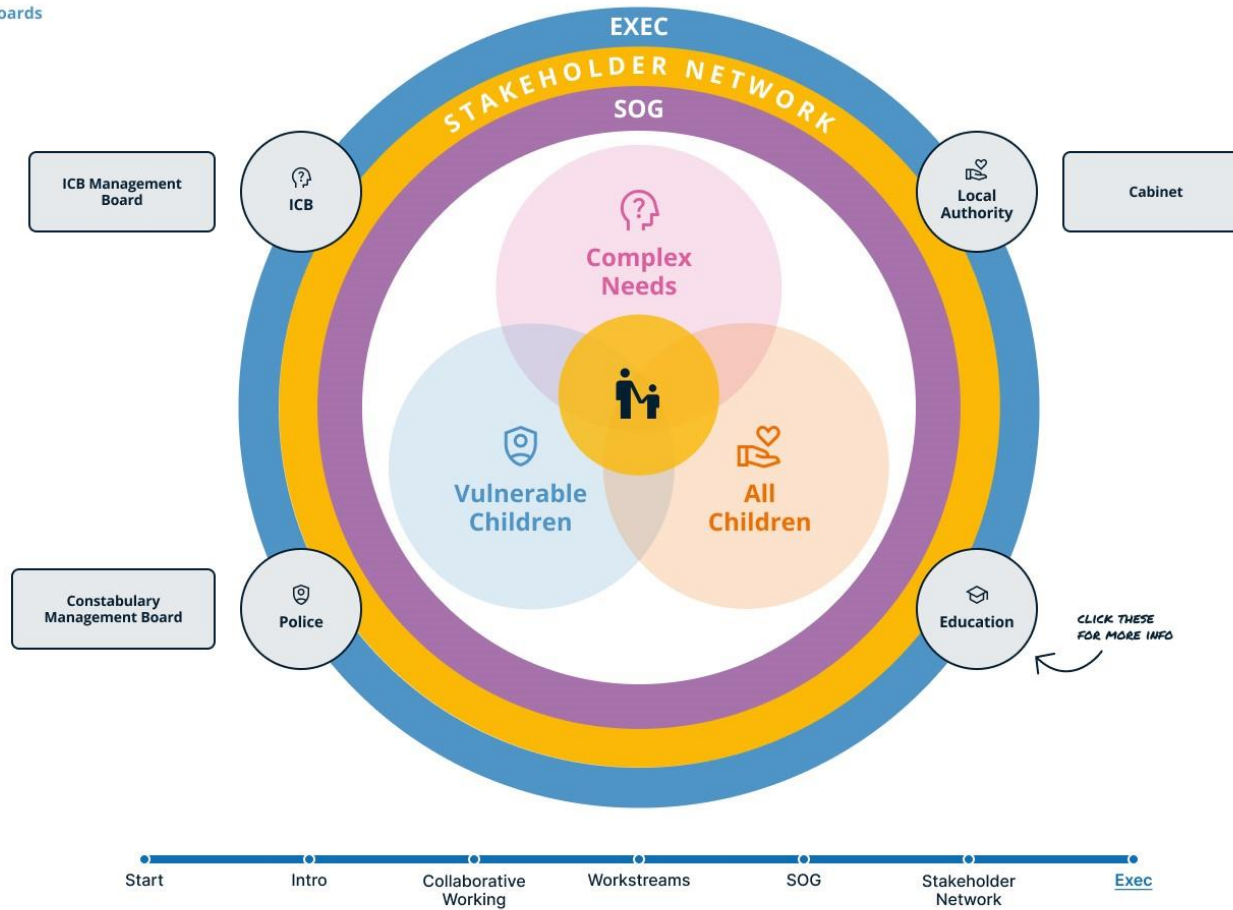 EXEC
STAKEHOLDER NETWORK
SOG
ICB Management
Board
ICB
Local
Authority
Cabinet
Complex
Needs
Vulnerable
Children
All
Children
Constabulary
Management Board
Police
Education
CLICK THESE
FOR MORE INFO
Start
Intro
Collaborative
Working
Workstreams
SOG
Stakeholder
Network
Exec